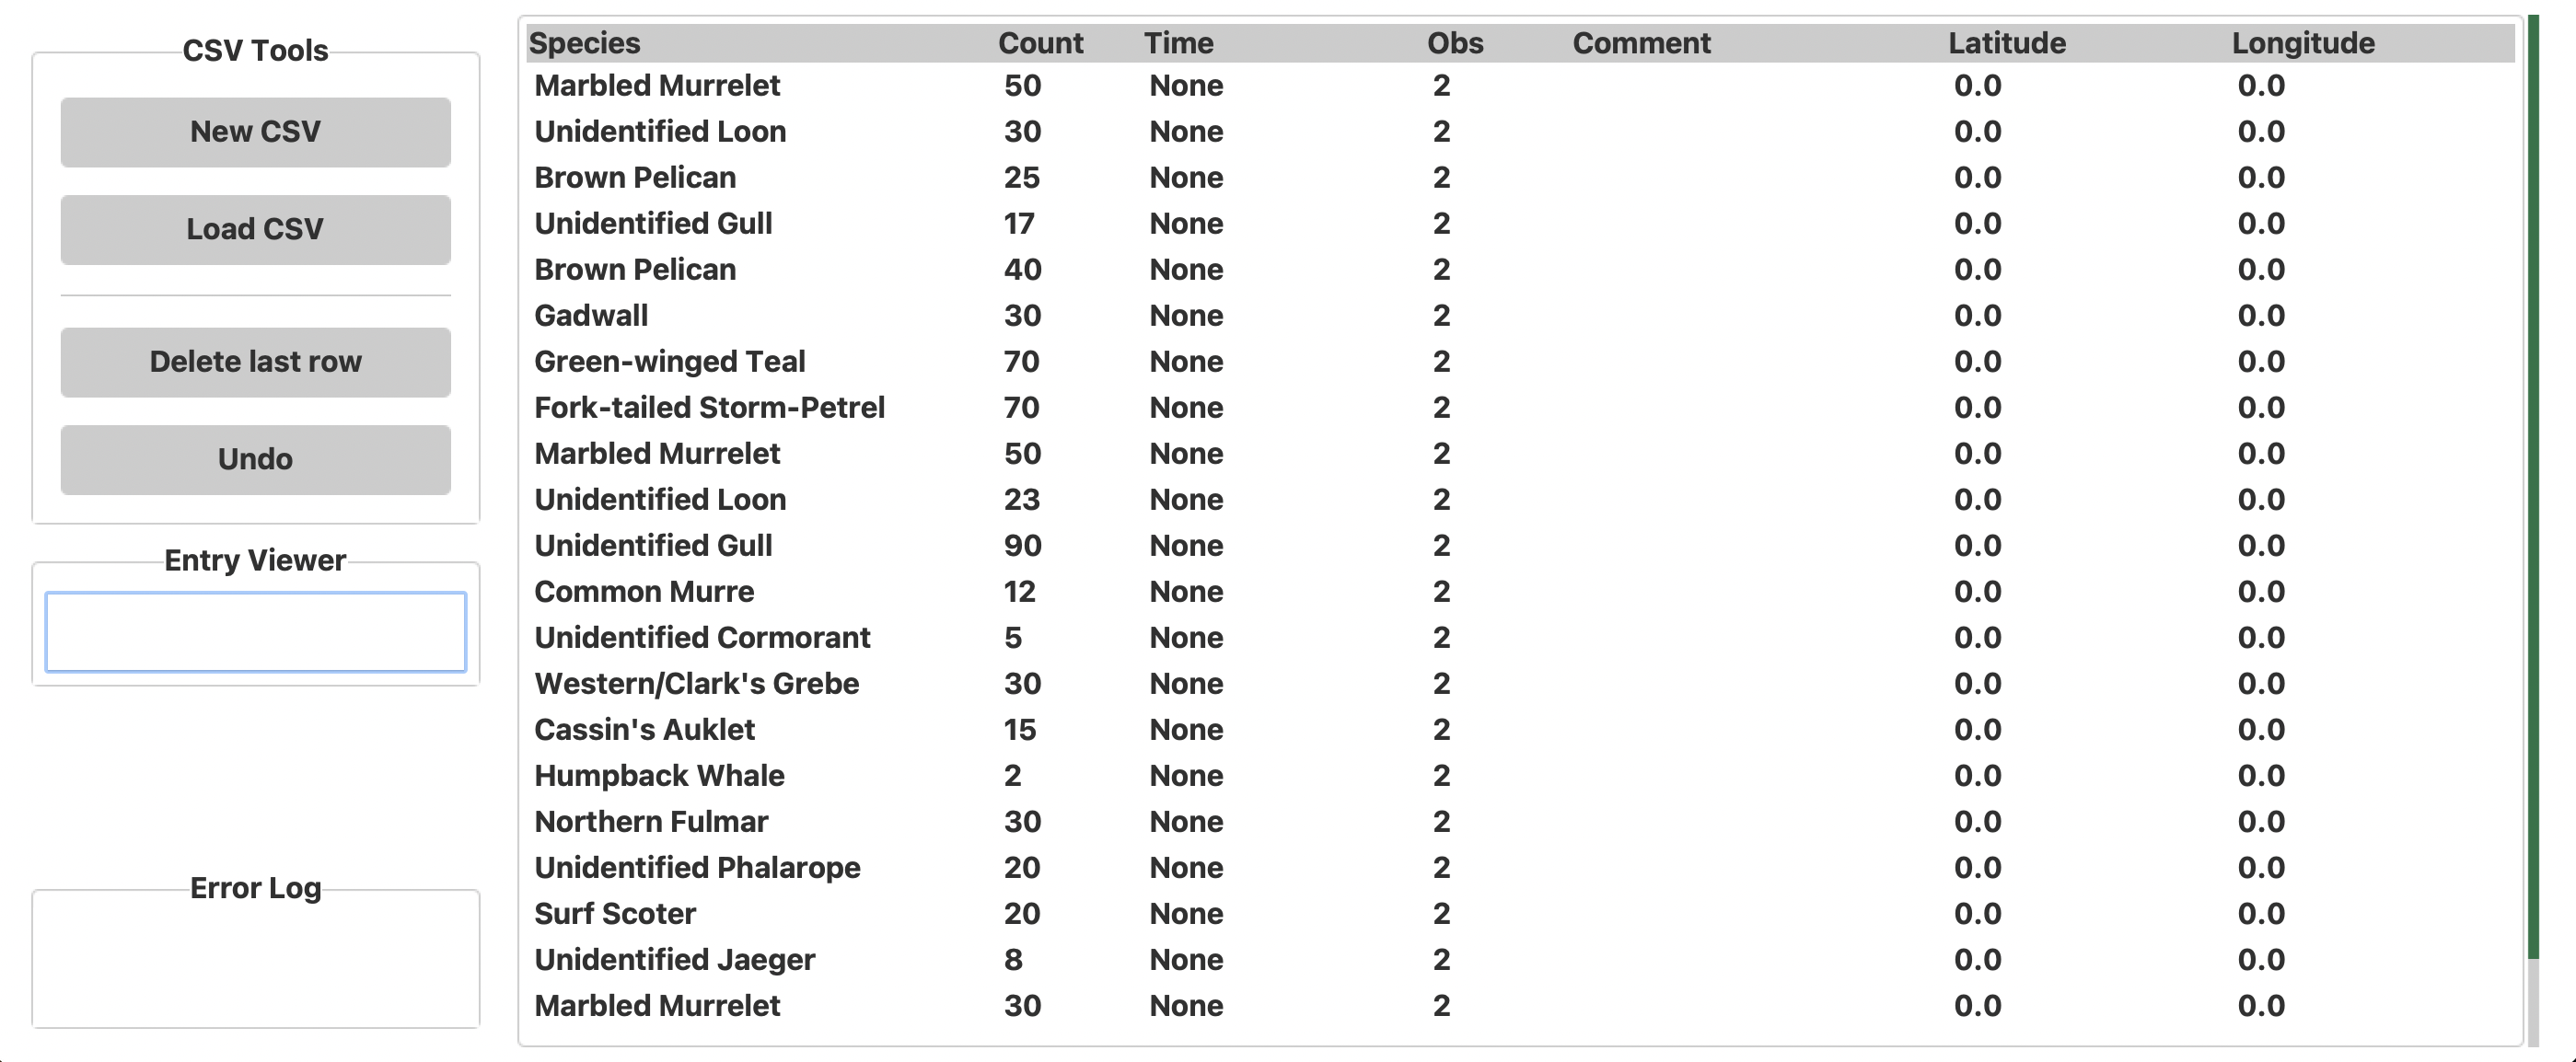 CSV Tools
New CSV
Load CSV
Delete last row
Undo
Entry Viewer
Error Log
Species Count Time Obs Comment Latitude Longitude
Marbled Murrelet 50 None 2 0.0 0.0
Unidentified Loon 30 None 2 0.0 0.0
Brown Pelican 25 None 2 0.0 0.0
Unidentified Gull 17 None 2 0.0 0.0
Brown Pelican 40 None 2 0.0 0.0
Gadwall 30 None 2 0.0 0.0
Green-winged Teal 70 None 2 0.0 0.0
Fork-tailed Storm-Petrel 70 None 2 0.0 0.0
Marbled Murrelet 50 None 2 0.0 0.0
Unidentified Loon 23 None 2 0.0 0.0
Unidentified Gull 90 None 2 0.0 0.0
Common Murre 12 None 2 0.0 0.0
Unidentified Cormorant 5 None 2 0.0 0.0
Western/Clark's Grebe 30 None 2 0.0 0.0
Cassin's Auklet 15 None 2 0.0 0.0
Humpback Whale 2 None 2 0.0 0.0
Northern Fulmar 30 None 2 0.0 0.0
Unidentified Phalarope 20 None 2 0.0 0.0
Surf Scoter 20 None 2 0.0 0.0
Unidentified Jaeger 8 None 2 0.0 0.0
Marbled Murrelet 30 None 2 0.0 0.0